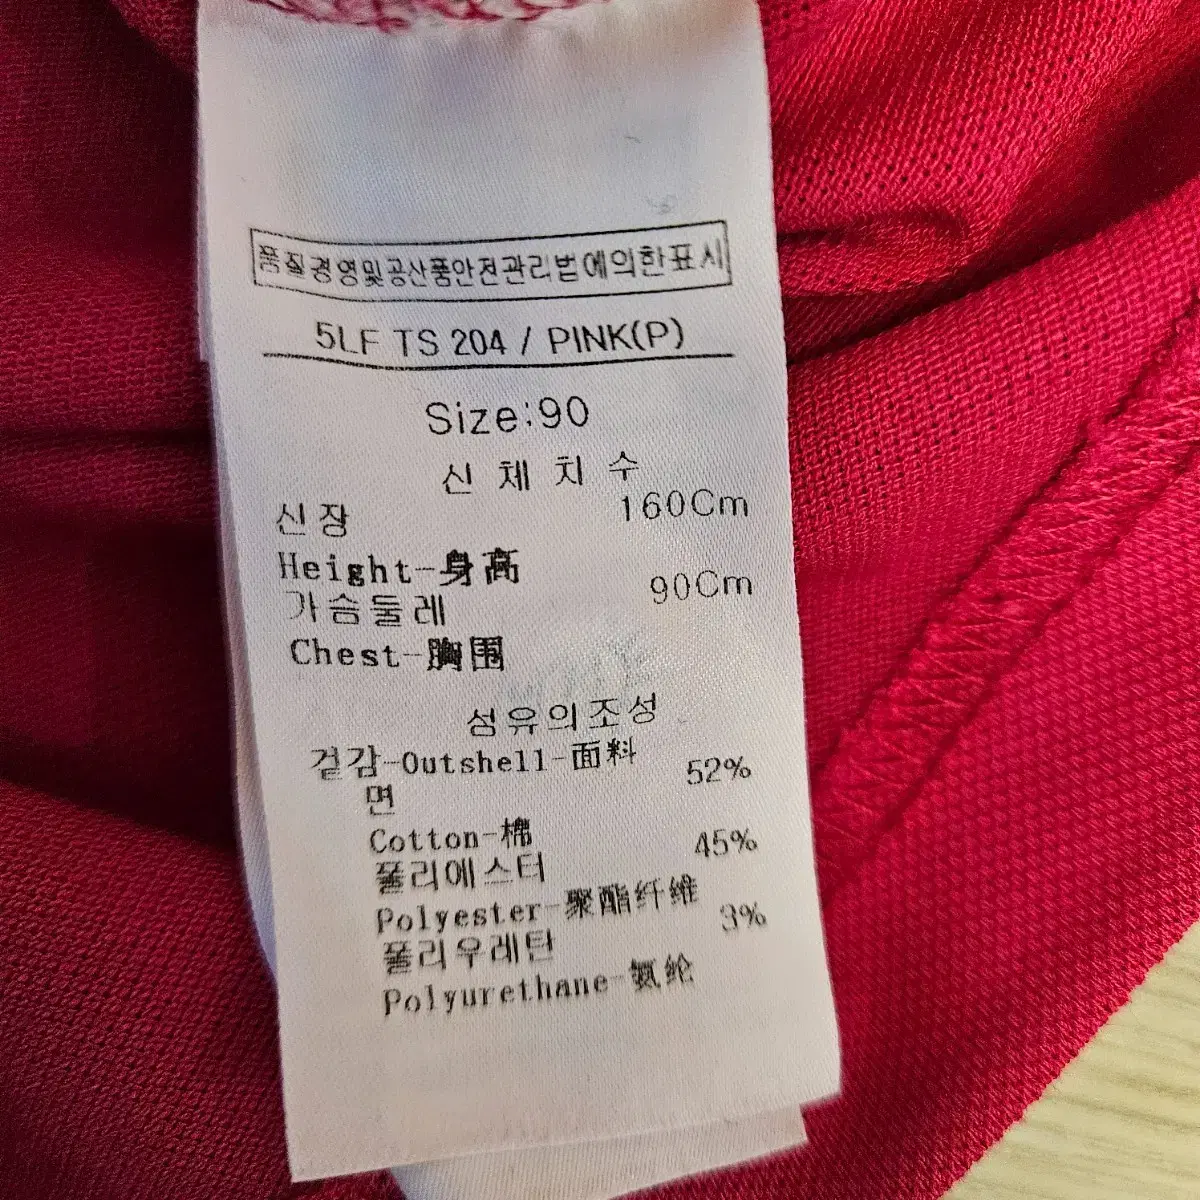 품질경영및공산품안전관리법에의한표시
5LF TS 204 / PINK(P)
Size:90
신체치수
신장 160Cm
Height-身高
가슴둘레 90Cm
Chest-胸围
섬유의조성
겉감-Outshell-面料
면 52%
Cotton-棉
폴리에스터 45%
Polyester-聚酯纤维
폴리우레탄 3%
Polyurethane-氨纶